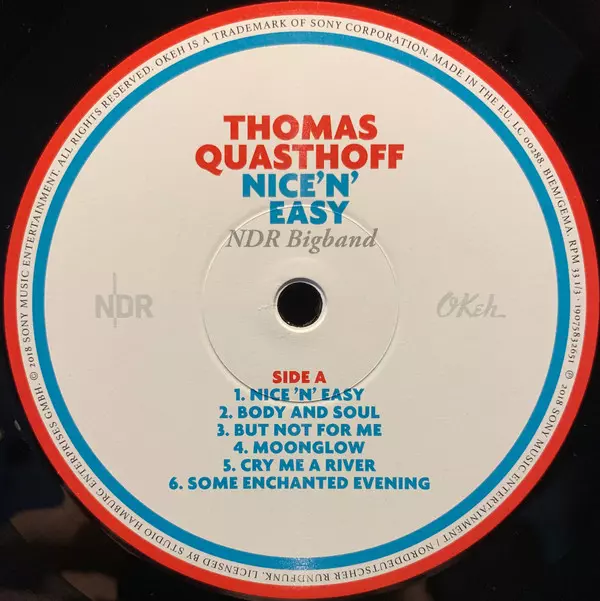 THOMAS
QUASTHOFF
NICE'N'
EASY
NDR Bigband
NDR
OKeh
SIDE A
1. NICE 'N' EASY
2. BODY AND SOUL
3. BUT NOT FOR ME
4. MOONGLOW
5. CRY ME A RIVER
6. SOME ENCHANTED EVENING
℗ 2018 SONY MUSIC ENTERTAINMENT / NORDDEUTSCHER RUNDFUNK. LICENSED BY STUDIO HAMBURG ENTERPRISES GMBH. © 2018 SONY MUSIC ENTERTAINMENT. ALL RIGHTS RESERVED. OKEH IS A TRADEMARK OF SONY CORPORATION. MADE IN THE EU. LC 00288. BIEM/GEMA. RPM 33 1/3 · 19075832651